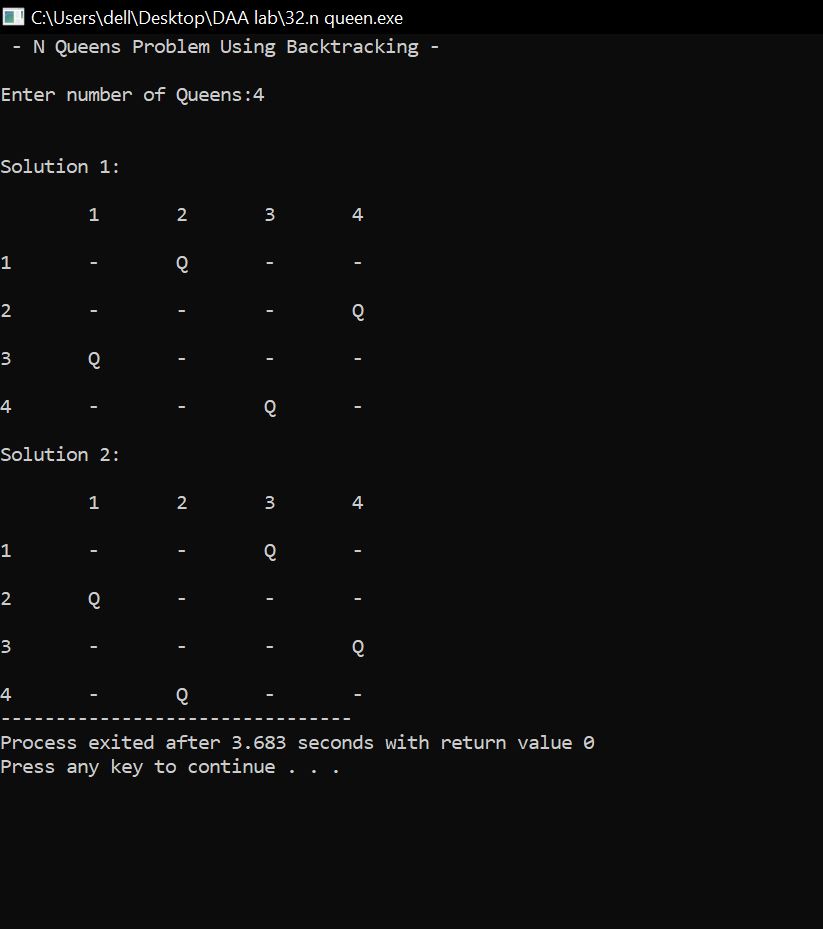 C:\Users\dell\Desktop\DAA lab\32.n queen.exe
- N Queens Problem Using Backtracking -
Enter number of Queens:4
Solution 1:
1 2 3 4
1 - Q - -
2 - - - Q
3 Q - - -
4 - - Q -
Solution 2:
1 2 3 4
1 - - Q -
2 Q - - -
3 - - - Q
4 - Q - -
--------------------------------
Process exited after 3.683 seconds with return value 0
Press any key to continue . . .